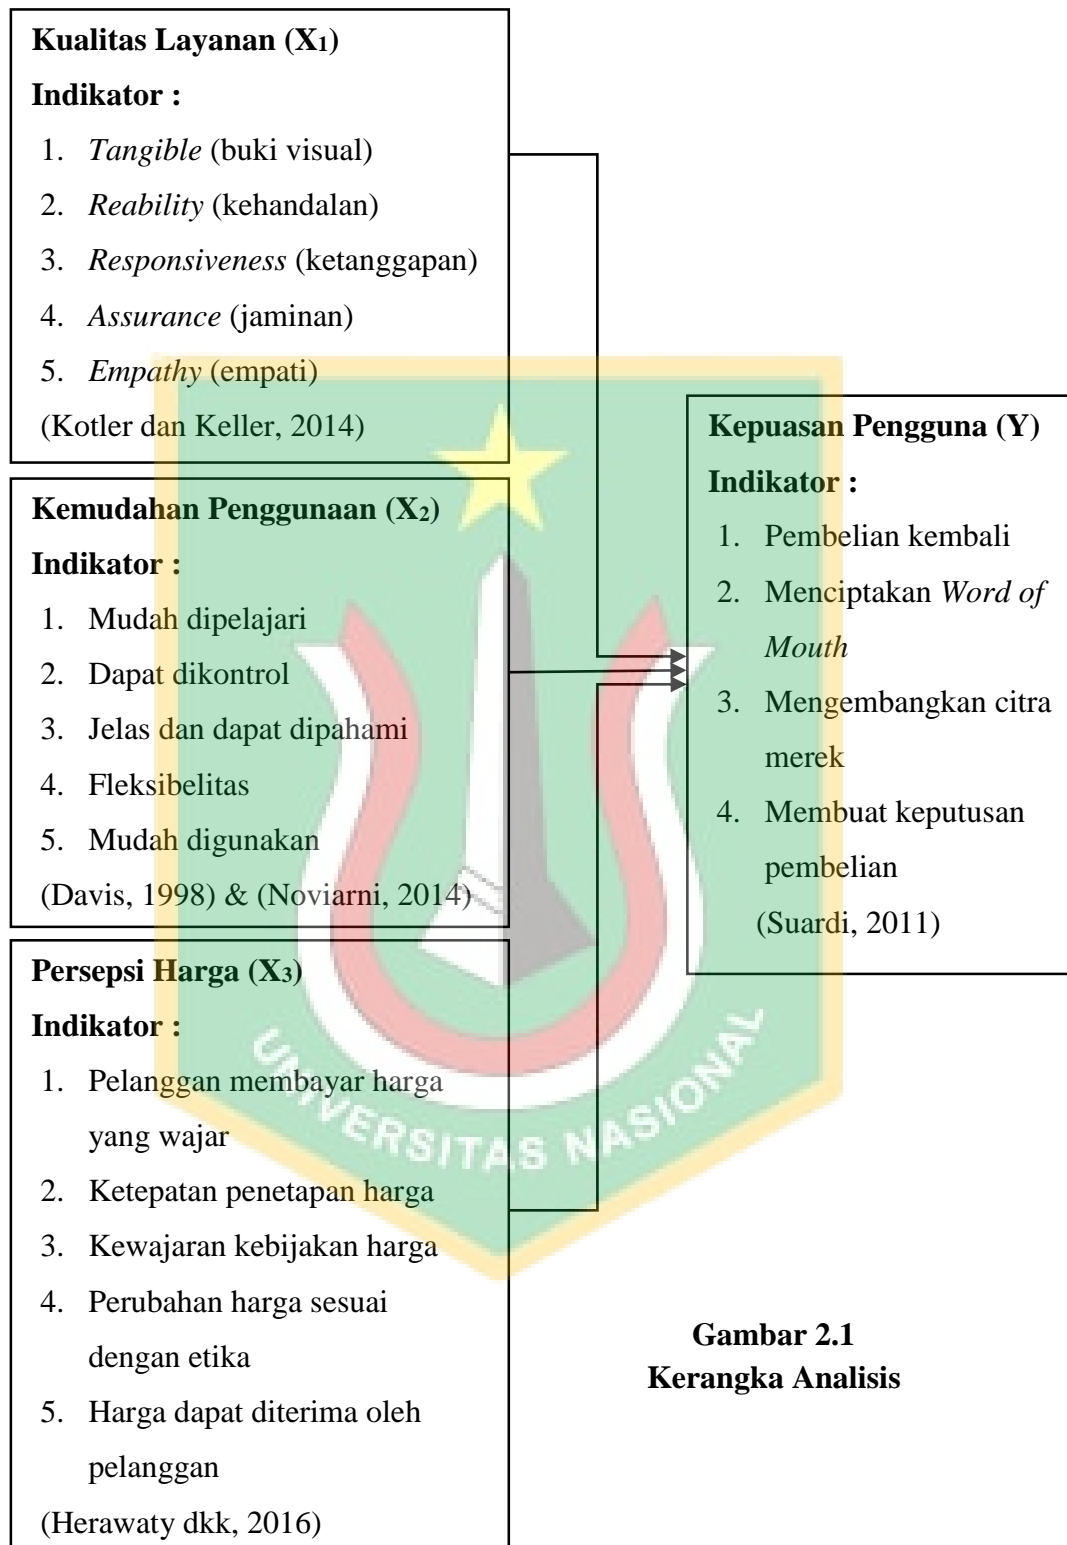 Kualitas Layanan (X1)
Indikator :
1. Tangible (buki visual)
2. Reability (kehandalan)
3. Responsiveness (ketanggapan)
4. Assurance (jaminan)
5. Empathy (empati)
(Kotler dan Keller, 2014)
Kemudahan Penggunaan (X2)
Indikator :
1. Mudah dipelajari
2. Dapat dikontrol
3. Jelas dan dapat dipahami
4. Fleksibelitas
5. Mudah digunakan
(Davis, 1998) & (Noviarni, 2014)
Persepsi Harga (X3)
Indikator :
1. Pelanggan membayar harga
yang wajar
2. Ketepatan penetapan harga
3. Kewajaran kebijakan harga
4. Perubahan harga sesuai
dengan etika
5. Harga dapat diterima oleh
pelanggan
(Herawaty dkk, 2016)
Kepuasan Pengguna (Y)
Indikator :
1. Pembelian kembali
2. Menciptakan Word of
Mouth
3. Mengembangkan citra
merek
4. Membuat keputusan
pembelian
(Suardi, 2011)
UNIVERSITAS NASIONAL
Gambar 2.1
Kerangka Analisis